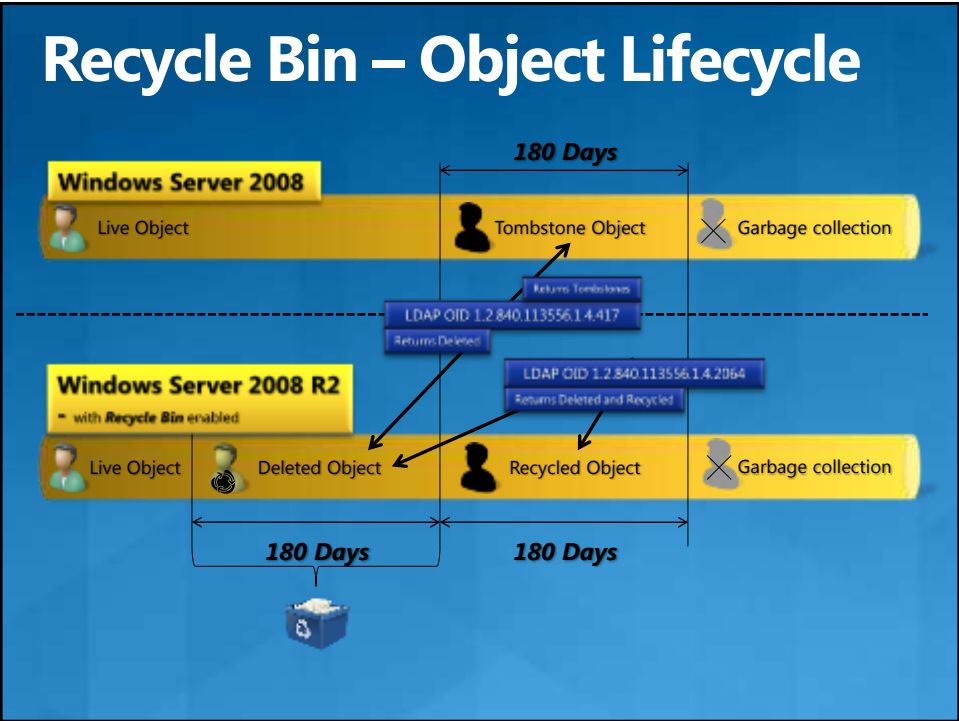 Recycle Bin – Object Lifecycle
180 Days
Windows Server 2008
Live Object
Tombstone Object
Garbage collection
Returns Tombstones
LDAP OID 1.2.840.113556.1.4.417
Returns Deleted
LDAP OID 1.2.840.113556.1.4.2064
Returns Deleted and Recycled
Windows Server 2008 R2
- with Recycle Bin enabled
Live Object
Deleted Object
Recycled Object
Garbage collection
180 Days
180 Days